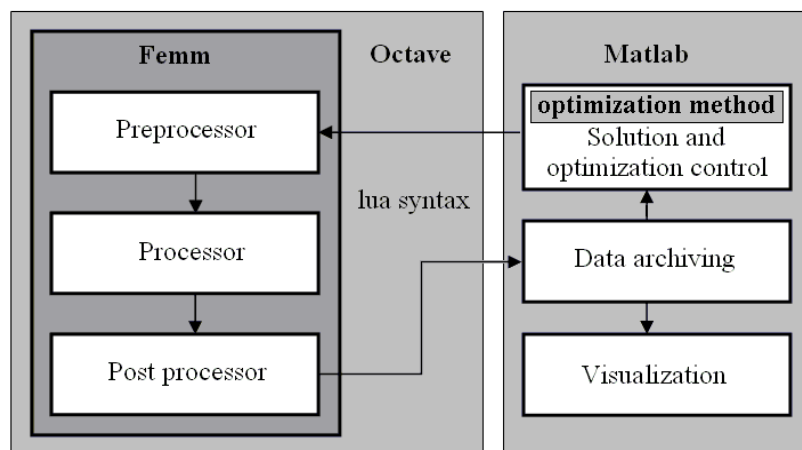 Femm
Octave
Matlab
Preprocessor
Processor
Post processor
lua syntax
optimization method
Solution and
optimization control
Data archiving
Visualization